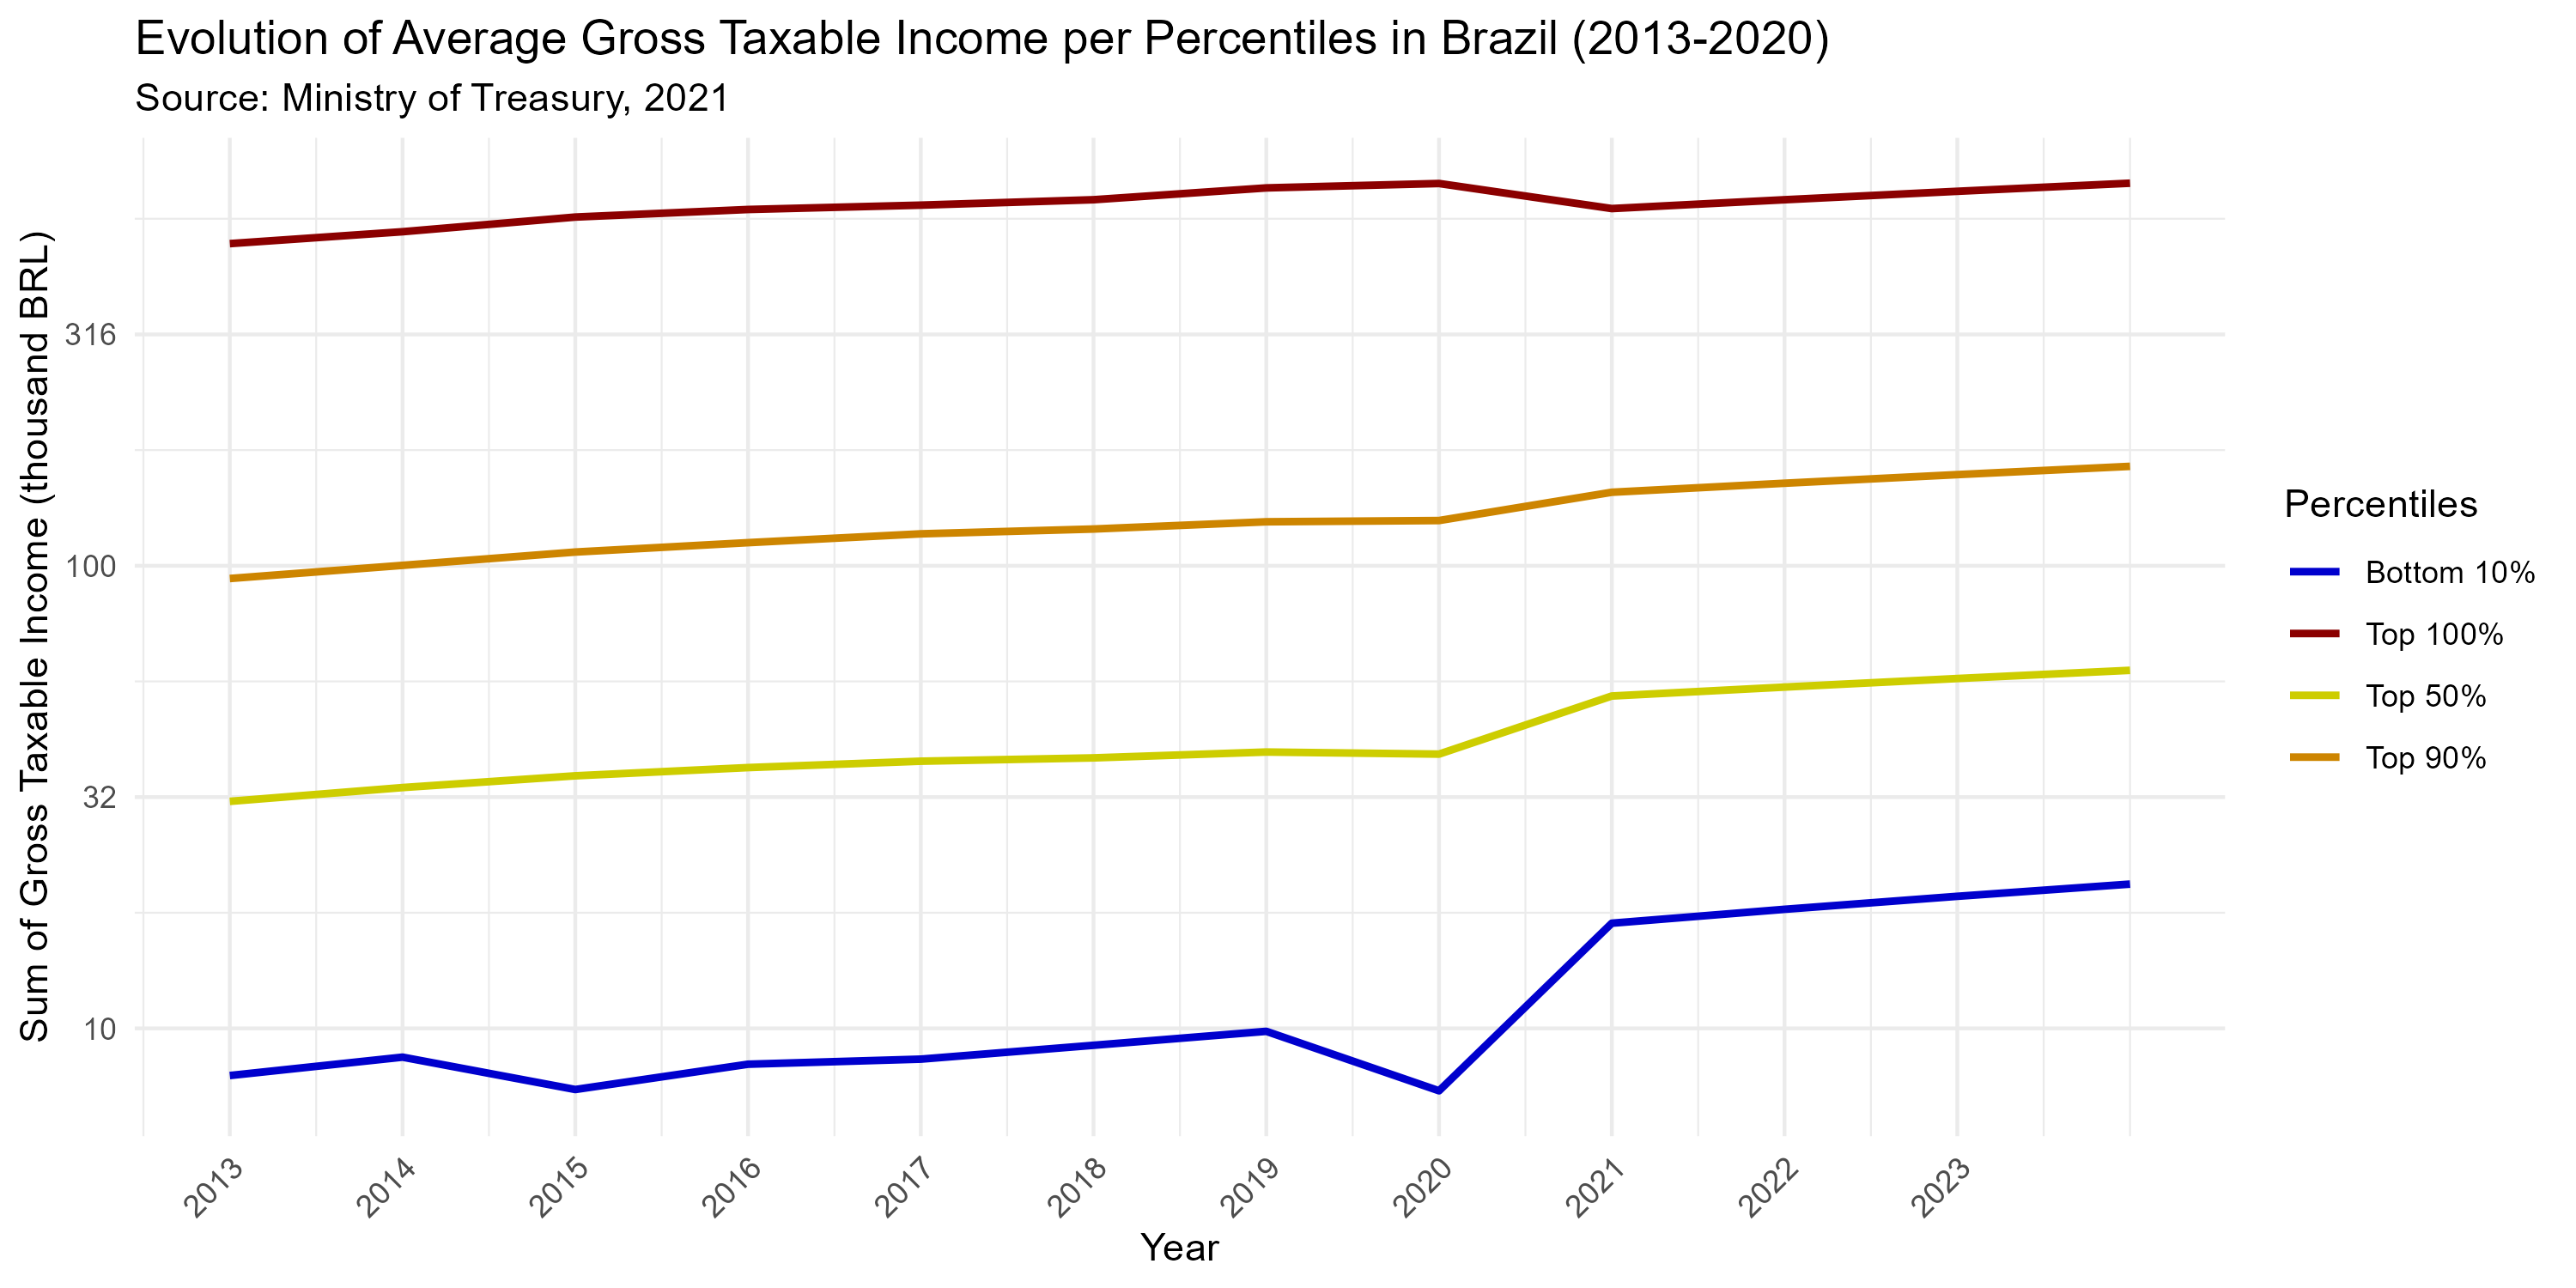 Evolution of Average Gross Taxable Income per Percentiles in Brazil (2013-2020)
Source: Ministry of Treasury, 2021
Sum of Gross Taxable Income (thousand BRL)
316
100
32
10
2013
2014
2015
2016
2017
2018
2019
2020
2021
2022
2023
Year
Percentiles
Bottom 10%
Top 100%
Top 50%
Top 90%